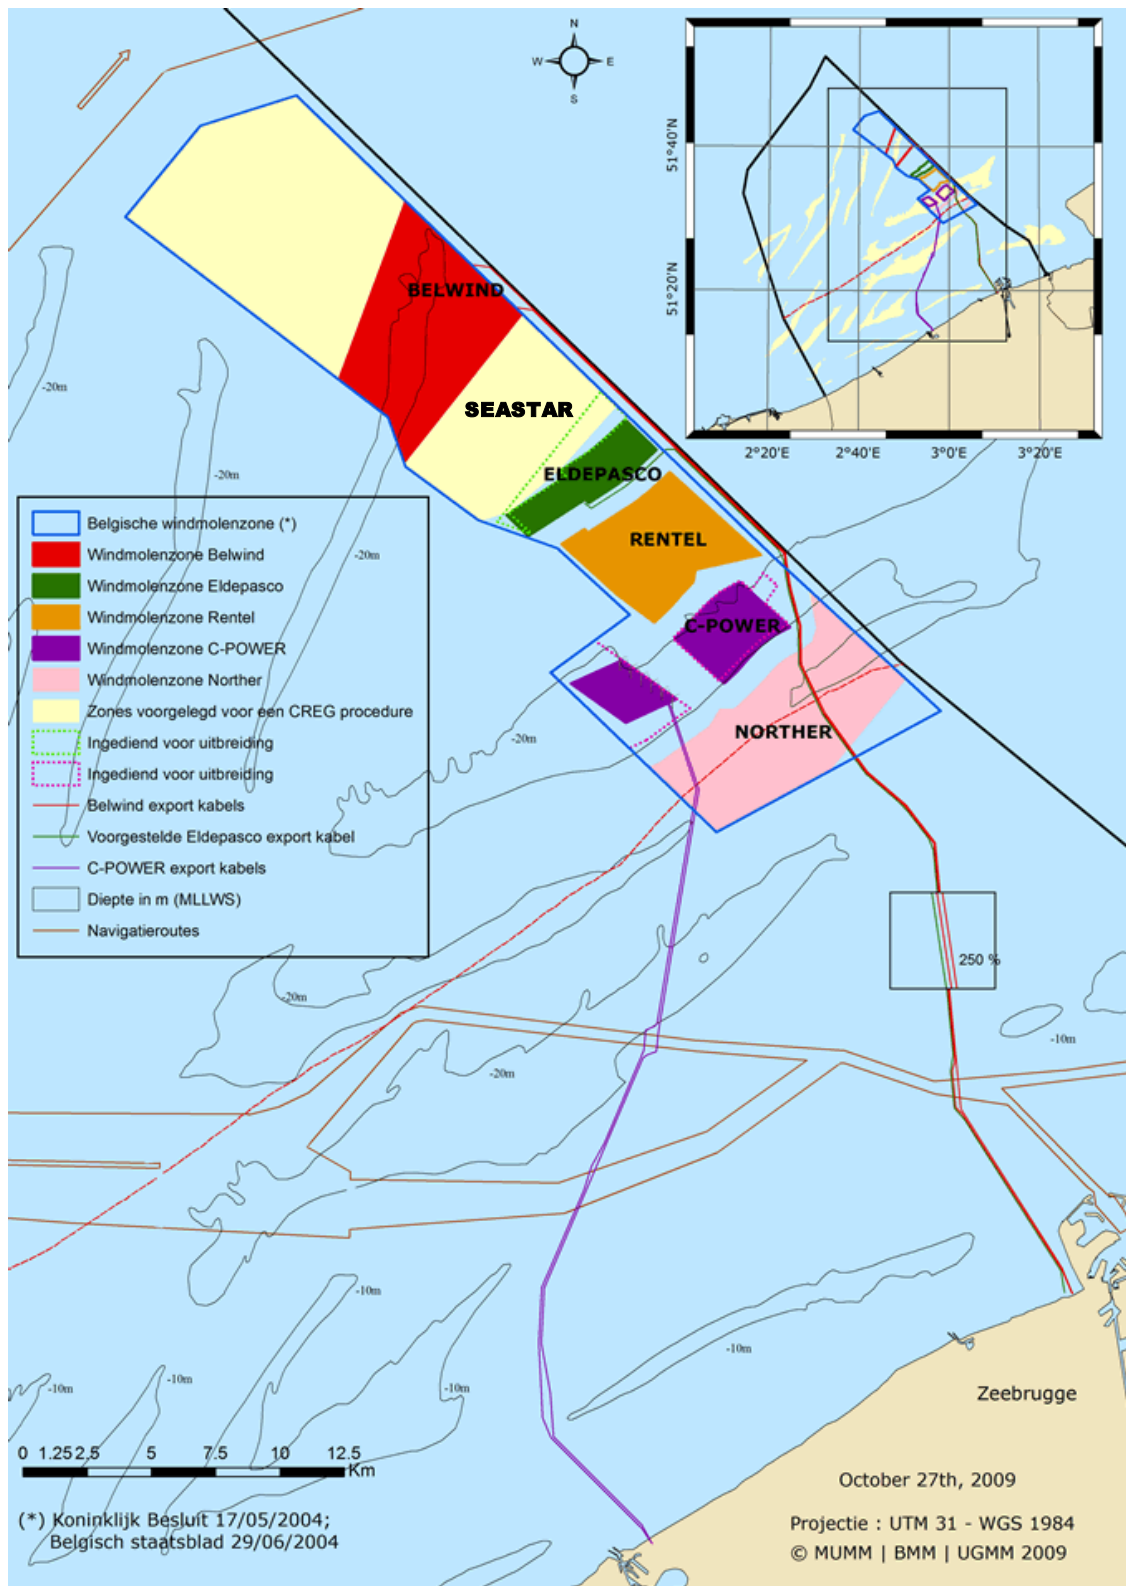 N
W
E
S
51°40'N
51°20'N
2°20'E
2°40'E
3°0'E
3°20'E
BELWIND
SEASTAR
ELDEPASCO
RENTEL
C-POWER
NORTHER
-20m
-20m
-20m
-20m
-20m
-20m
-10m
-10m
-10m
-10m
-10m
-10m
Belgische windmolenzone (*)
Windmolenzone Belwind
Windmolenzone Eldepasco
Windmolenzone Rentel
Windmolenzone C-POWER
Windmolenzone Norther
Zones voorgelegd voor een CREG procedure
Ingediend voor uitbreiding
Ingediend voor uitbreiding
Belwind export kabels
Voorgestelde Eldepasco export kabel
C-POWER export kabels
Diepte in m (MLLWS)
Navigatieroutes
250 %
Zeebrugge
0 1.25 2.5 5 7.5 10 12.5
Km
(*) Koninklijk Besluit 17/05/2004;
Belgisch staatsblad 29/06/2004
October 27th, 2009
Projectie : UTM 31 - WGS 1984
© MUMM | BMM | UGMM 2009